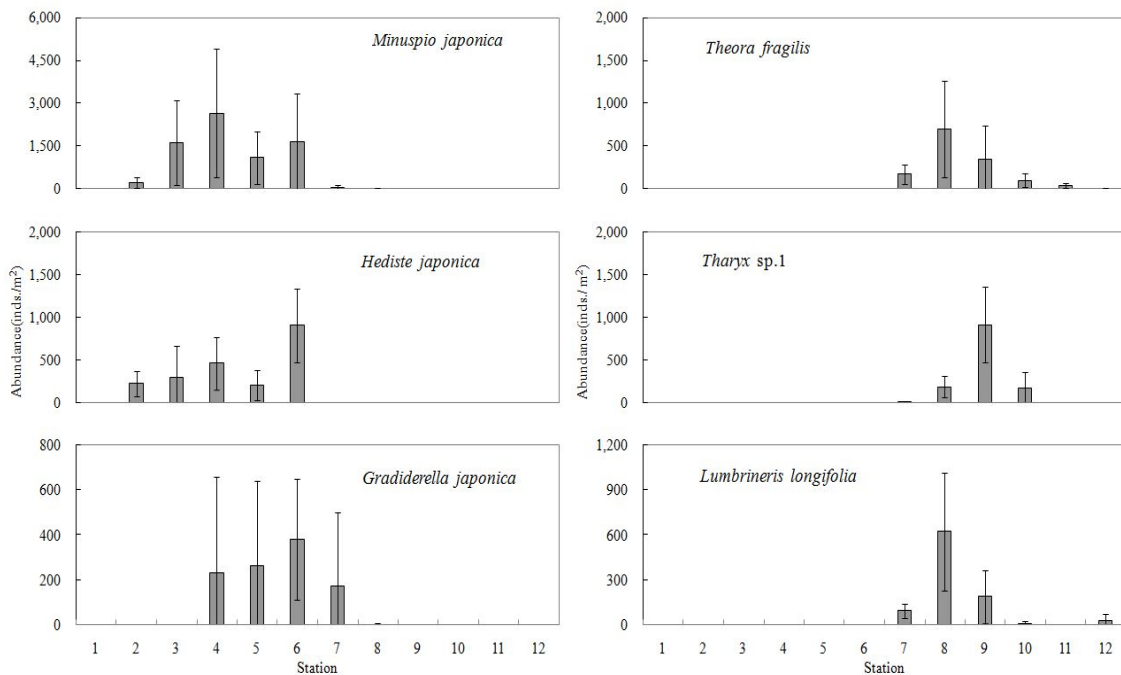 6,000
4,500
3,000
1,500
0
Minuspio japonica
2,000
1,500
1,000
500
0
Theora fragilis
Abundance(inds./m²)
2,000
1,500
1,000
500
0
Hediste japonica
Abundance(inds./ m²)
2,000
1,500
1,000
500
0
Tharyx sp.1
800
600
400
200
0
Gradiderella japonica
1 2 3 4 5 6 7 8 9 10 11 12
Station
1,200
900
600
300
0
Lumbrineris longifolia
1 2 3 4 5 6 7 8 9 10 11 12
Station